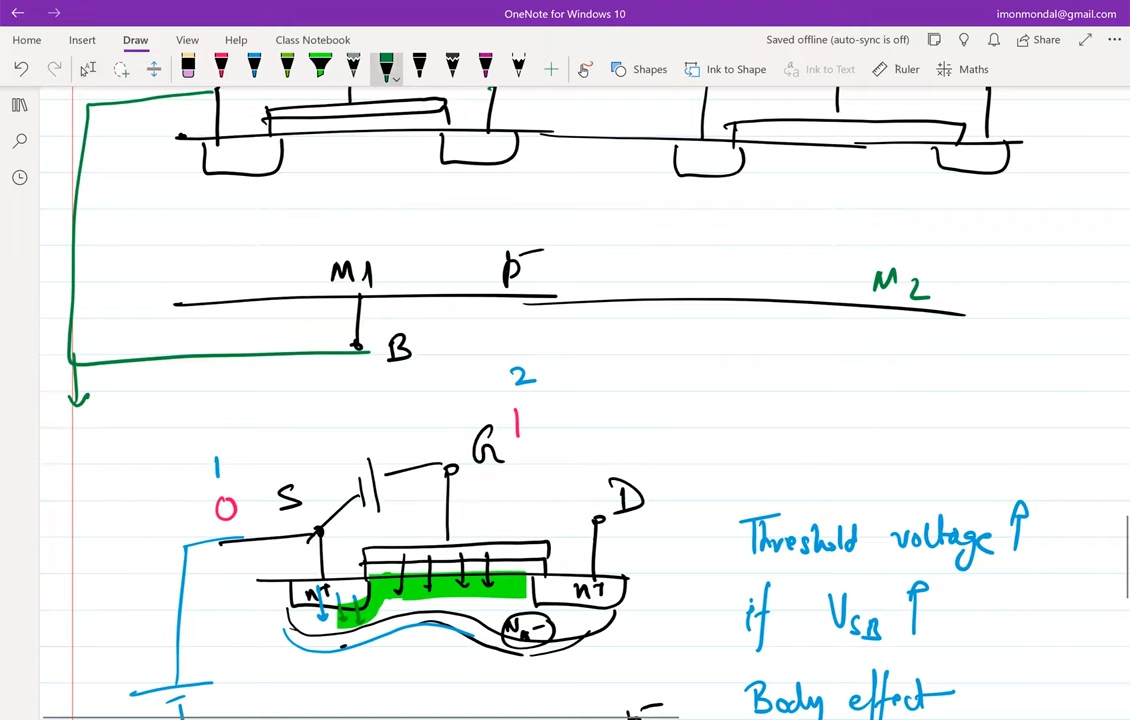 OneNote for Windows 10
imonmondal@gmail.com
Home Insert Draw View Help Class Notebook
Saved offline (auto-sync is off) Share
Shapes Ink to Shape Ink to Text Ruler Maths
M1 p-
M2
B
2
1
G
1
0 S D
n+ n+
NA-
Threshold voltage ↑
if VSB ↑
Body effect